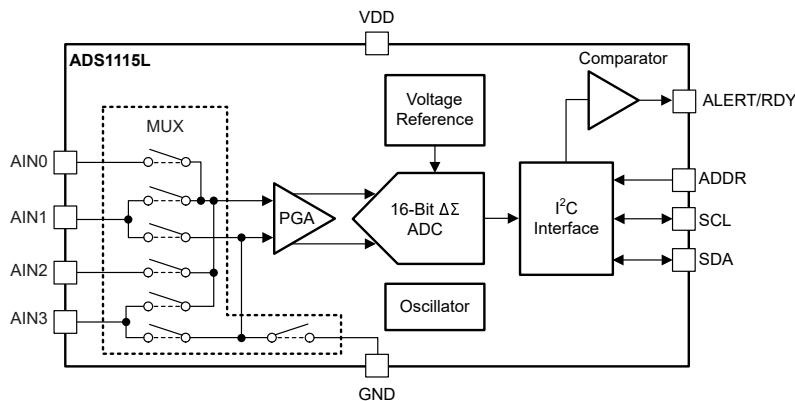 VDD
ADS1115L
Comparator
Voltage
Reference
ALERT/RDY
MUX
AIN0
ADDR
AIN1
PGA
16-Bit ΔΣ
ADC
I²C
Interface
SCL
AIN2
SDA
Oscillator
AIN3
GND